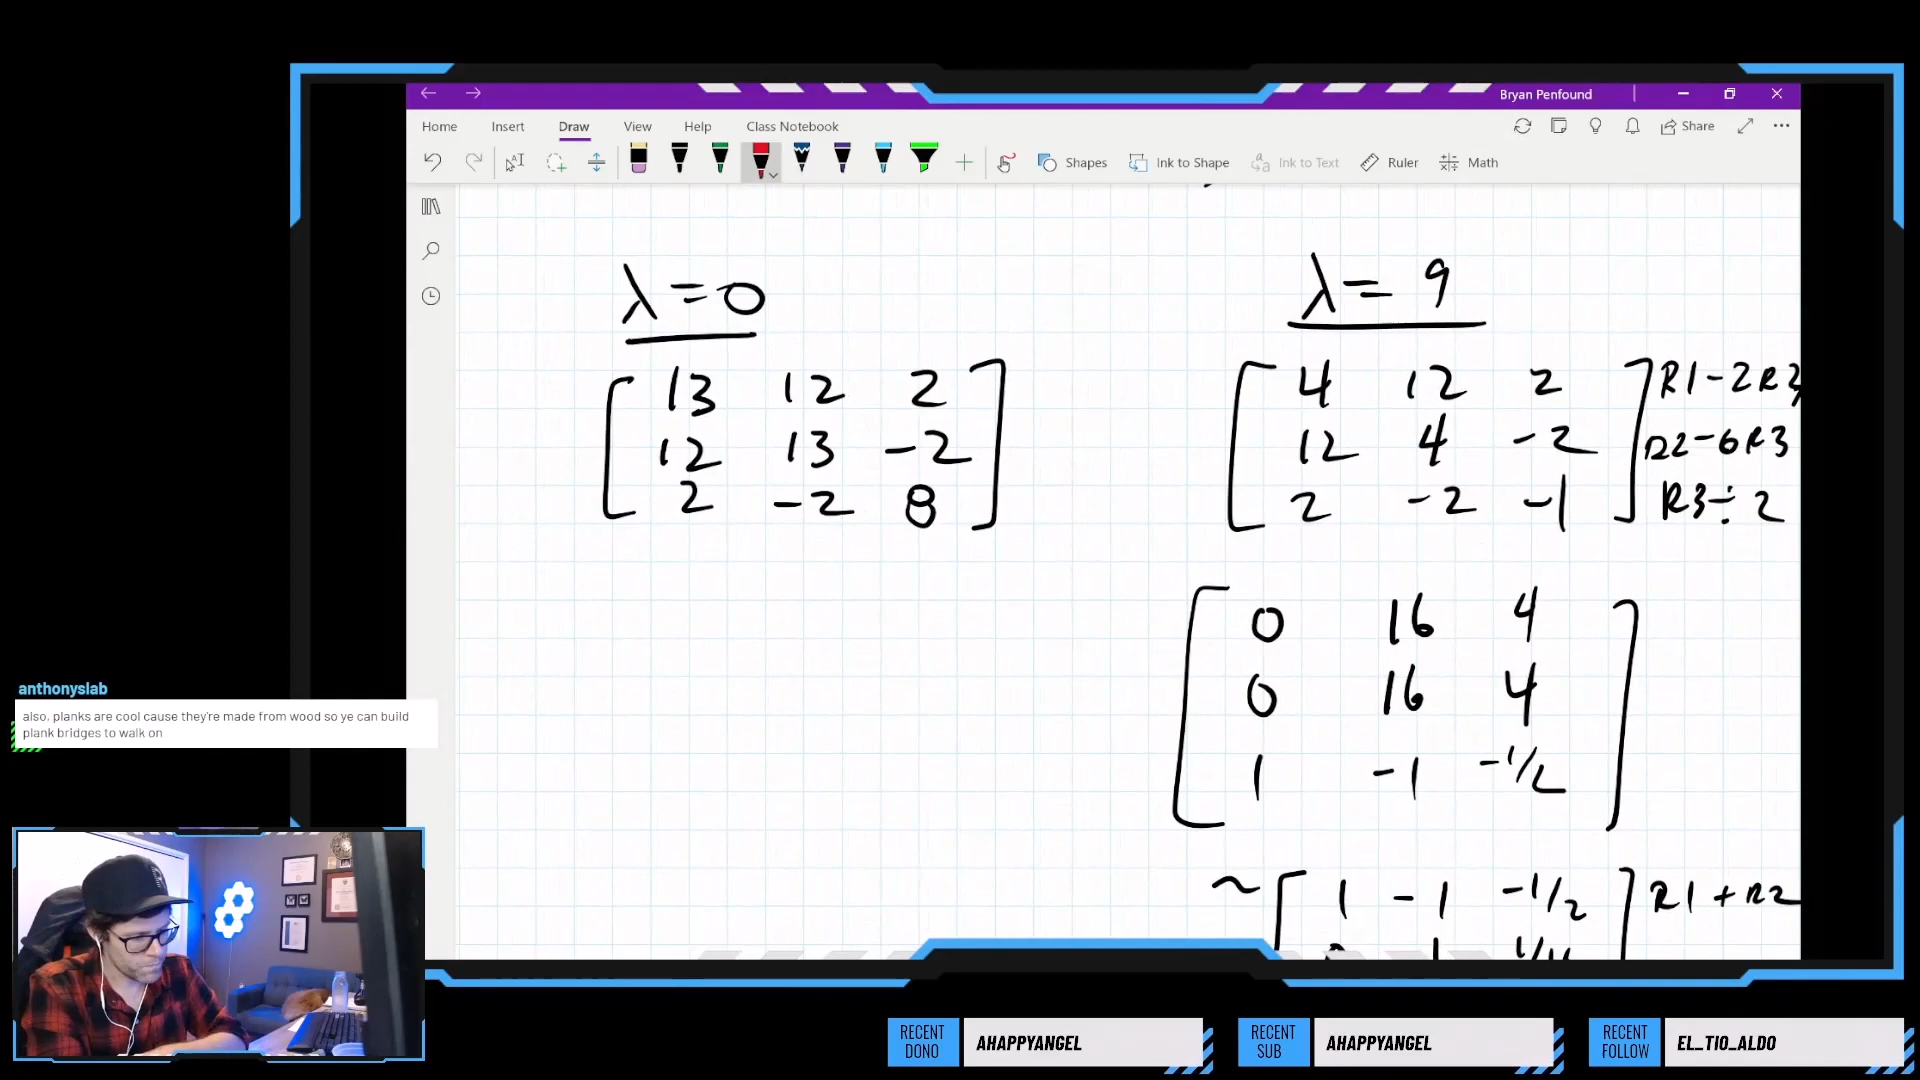 Bryan Penfound
Home Insert Draw View Help Class Notebook
Share
Shapes Ink to Shape Ink to Text Ruler Math
λ = 0
13 12 2
12 13 -2
2 -2 8
λ = 9
4 12 2 R1-2R3
12 4 -2 R2-6R3
2 -2 -1 R3÷2
0 16 4
0 16 4
1 -1 -1/2
~ 1 -1 -1/2 R1+R2
anthonyslab
also, planks are cool cause they're made from wood so ye can build
plank bridges to walk on
RECENT
DONO
AHAPPYANGEL
RECENT
SUB
AHAPPYANGEL
RECENT
FOLLOW
EL_TIO_ALDO